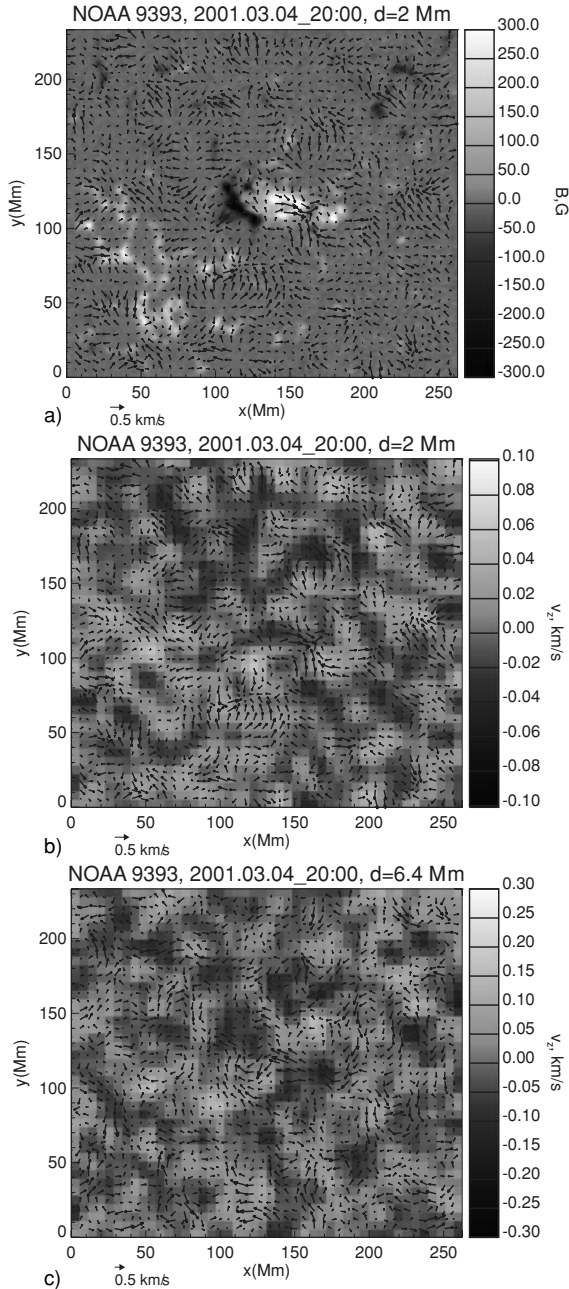 NOAA 9393, 2001.03.04_20:00, d=2 Mm
200
150
100
50
0
y(Mm)
0 50 100 150 200 250
x(Mm)
a)
0.5 km/s
300.0
250.0
200.0
150.0
100.0
50.0
0.0
-50.0
-100.0
-150.0
-200.0
-250.0
-300.0
B,G
NOAA 9393, 2001.03.04_20:00, d=2 Mm
200
150
100
50
0
y(Mm)
0 50 100 150 200 250
x(Mm)
b)
0.5 km/s
0.10
0.08
0.06
0.04
0.02
0.00
-0.02
-0.04
-0.06
-0.08
-0.10
v_z, km/s
NOAA 9393, 2001.03.04_20:00, d=6.4 Mm
200
150
100
50
0
y(Mm)
0 50 100 150 200 250
x(Mm)
c)
0.5 km/s
0.30
0.25
0.20
0.15
0.10
0.05
0.00
-0.05
-0.10
-0.15
-0.20
-0.25
-0.30
v_z, km/s